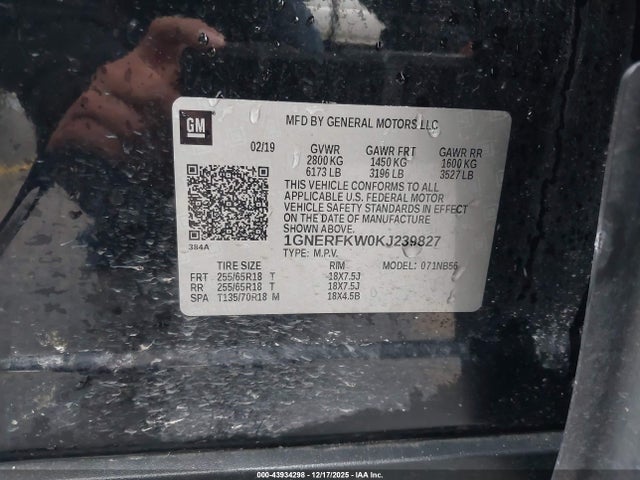 GM
MFD BY GENERAL MOTORS LLC
02/19 GVWR GAWR FRT GAWR RR
2800 KG 1450 KG 1600 KG
6173 LB 3196 LB 3527 LB
THIS VEHICLE CONFORMS TO ALL
APPLICABLE U.S. FEDERAL MOTOR
VEHICLE SAFETY STANDARDS IN EFFECT
ON THE DATE OF MANUFACTURE
SHOWN ABOVE.
384A
1GNERFKW0KJ239827
TYPE: M.P.V. MODEL: 071NB56
TIRE SIZE RIM
FRT 255/65R18 T 18X7.5J
RR 255/65R18 T 18X7.5J
SPA T135/70R18 M 18X4.5B
000-43934298 - 12/17/2025 - IAA Inc.